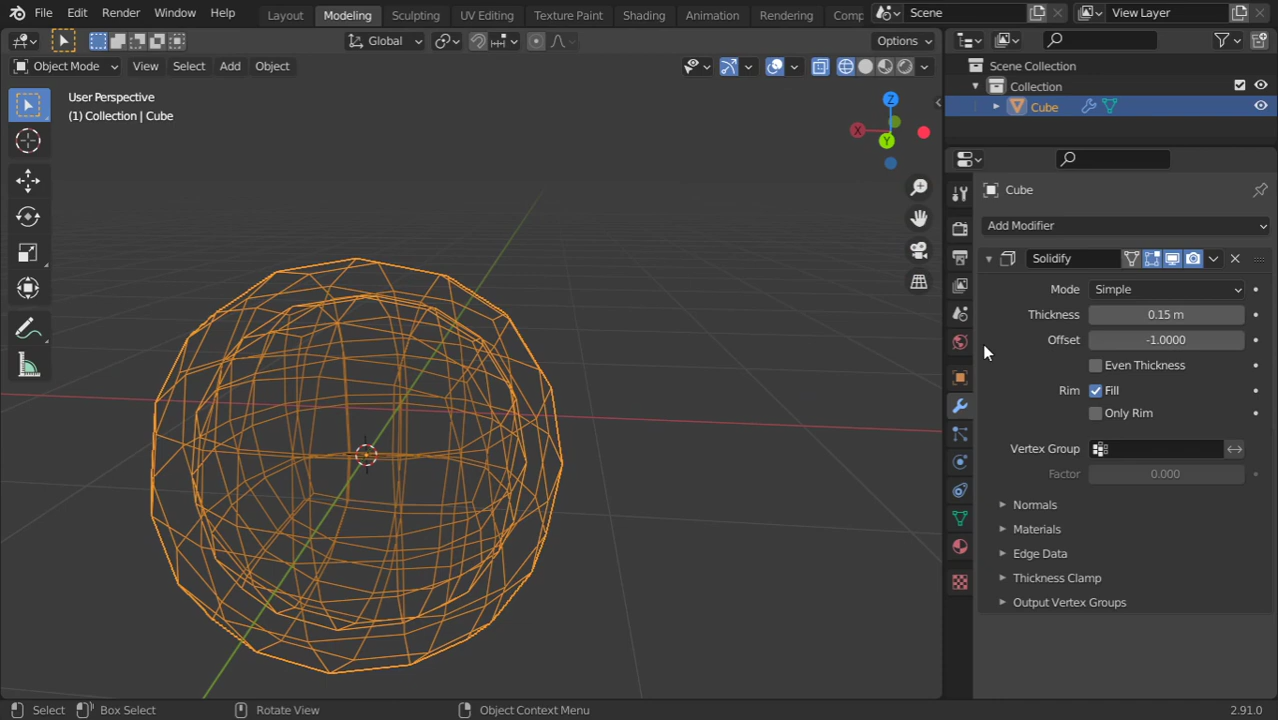 File Edit Render Window Help Layout Modeling Sculpting UV Editing Texture Paint Shading Animation Rendering Comp Scene View Layer
Global Options
Object Mode View Select Add Object
Scene Collection
Collection
Cube
User Perspective
(1) Collection | Cube
Z
X
Y
Cube
Add Modifier
Solidify
Mode Simple
Thickness 0.15 m
Offset -1.0000
Even Thickness
Rim Fill
Only Rim
Vertex Group
Factor 0.000
Normals
Materials
Edge Data
Thickness Clamp
Output Vertex Groups
Select Box Select Rotate View Object Context Menu 2.91.0